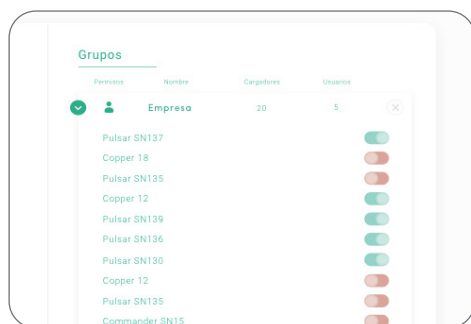 Grupos
Permisos Nombre Cargadores Usuarios
Empresa 20 5
Pulsar SN137
Copper 18
Pulsar SN135
Copper 12
Pulsar SN139
Pulsar SN136
Pulsar SN130
Copper 12
Pulsar SN135
Commander SN15